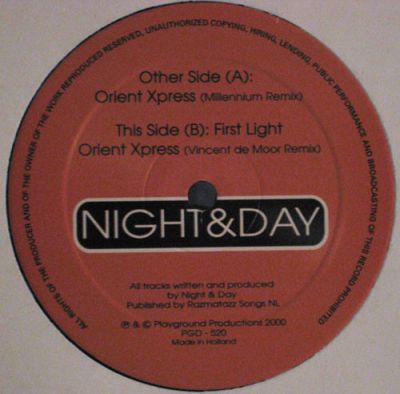 ALL RIGHTS OF THE PRODUCER AND OF THE OWNER OF THE WORK REPRODUCED RESERVED, UNAUTHORIZED COPYING, HIRING, LENDING, PUBLIC PERFORMANCE AND BROADCASTING OF THIS RECORD PROHIBITED
Other Side (A):
Orient Xpress (Millennium Remix)
This Side (B): First Light
Orient Xpress (Vincent de Moor Remix)
NIGHT&DAY
All tracks written and produced
by Night & Day
Published by Razmatazz Songs NL
℗ & © Playground Productions 2000
PGD - 520
Made in Holland